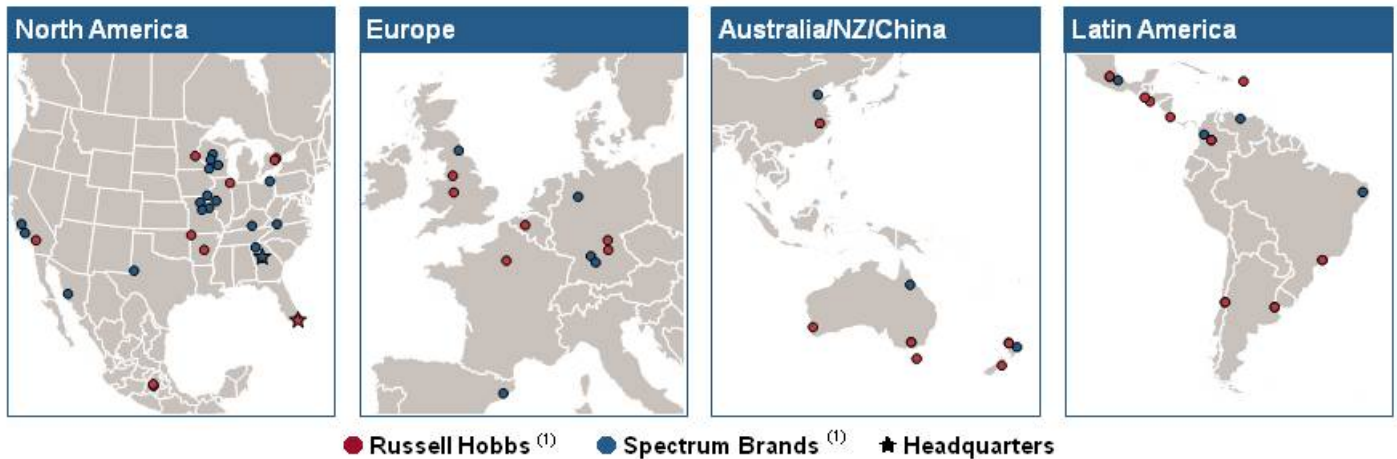 North America
Europe
Australia/NZ/China
Latin America
Russell Hobbs (1)
Spectrum Brands (1)
Headquarters